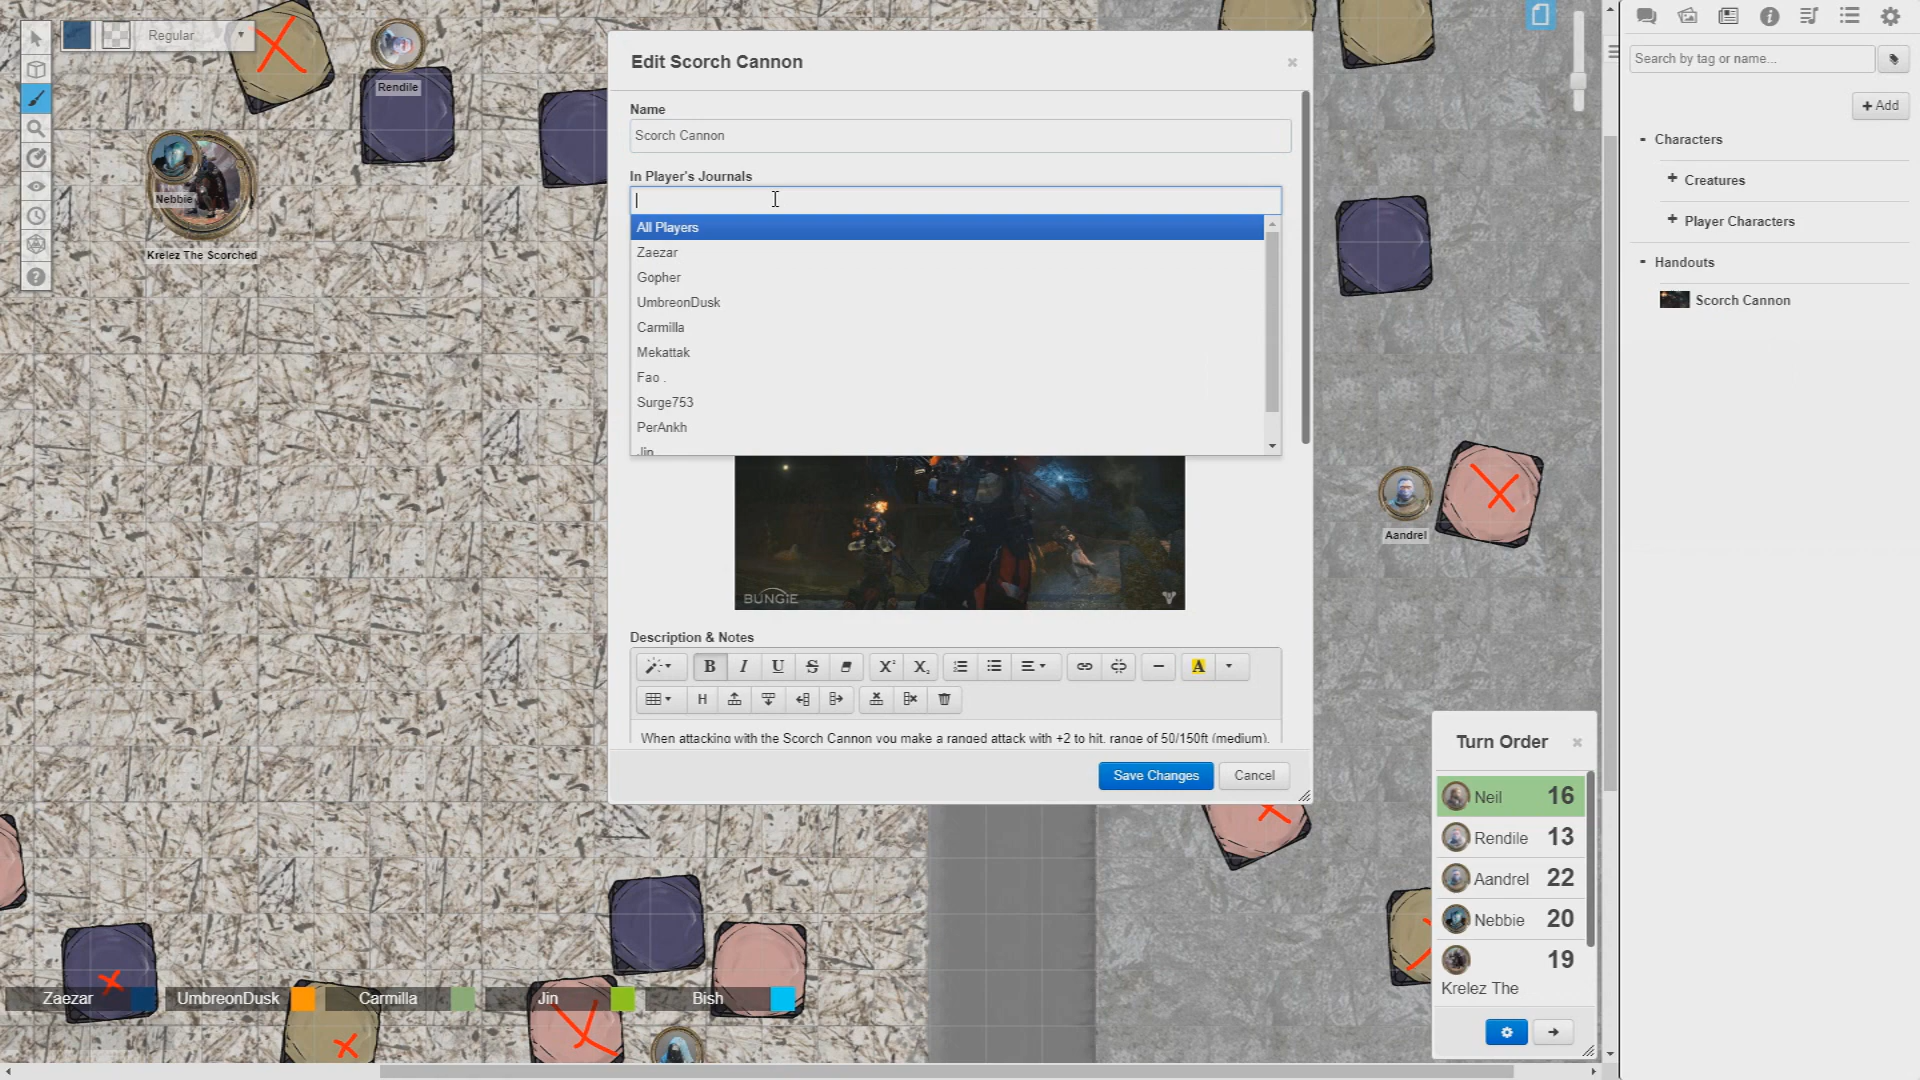 Regular
Rendile
Nebbie
Krelez The Scorched
Edit Scorch Cannon
Name
Scorch Cannon
In Player's Journals
All Players
Zaezar
Gopher
UmbreonDusk
Carmilla
Mekattak
Fao .
Surge753
PerAnkh
Jin
BUNGIE
Description & Notes
When attacking with the Scorch Cannon you make a ranged attack with +2 to hit, range of 50/150ft (medium).
Save Changes
Cancel
Search by tag or name...
+ Add
Characters
Creatures
Player Characters
Handouts
Scorch Cannon
Aandrel
Turn Order
Neil 16
Rendile 13
Aandrel 22
Nebbie 20
19
Krelez The
Zaezar
UmbreonDusk
Carmilla
Jin
Bish